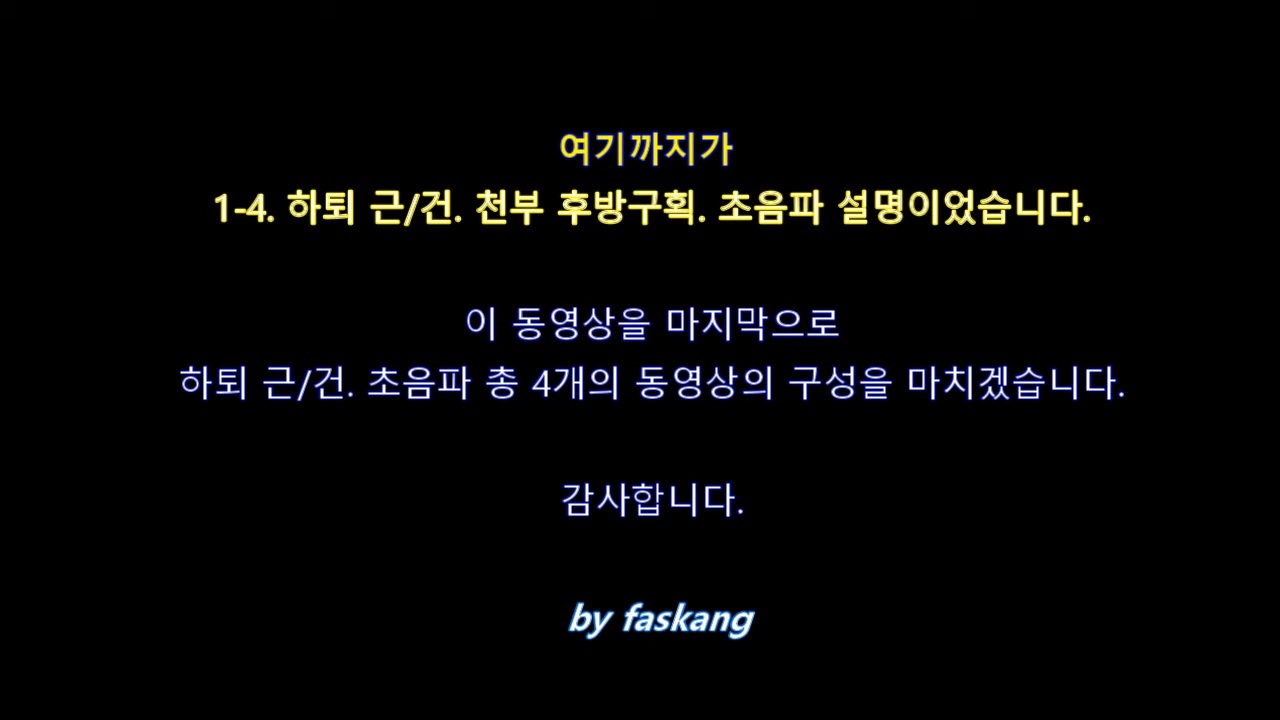 여기까지가
1-4. 하퇴 근/건. 천부 후방구획. 초음파 설명이었습니다.
이 동영상을 마지막으로
하퇴 근/건. 초음파 총 4개의 동영상의 구성을 마치겠습니다.
감사합니다.
by faskang